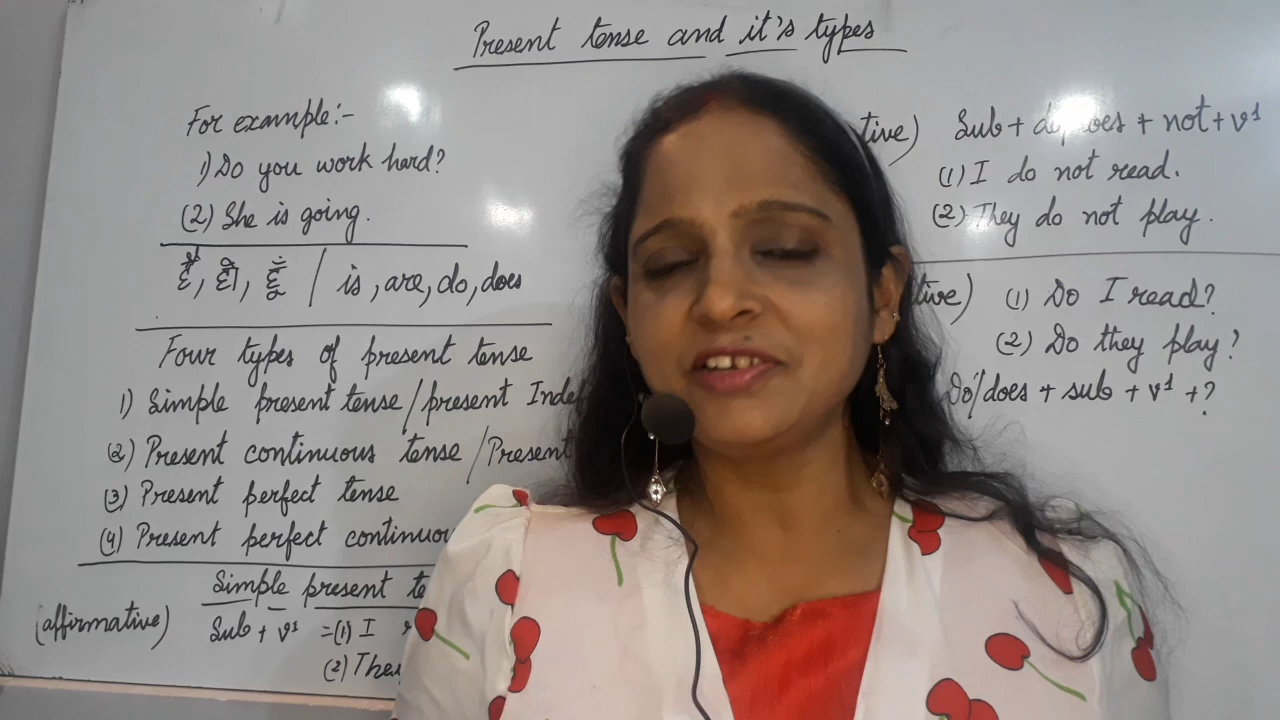 Present tense and it's types
For example:-
1) Do you work hard?
(2) She is going.
हैं, हो, हूँ / is, are, do, does
Four types of present tense
1) Simple present tense / present Indef
(2) Present continuous tense / Present
(3) Present perfect tense
(4) Present perfect continuou
Simple present te
(affirmative)
Sub + v¹ = (1) I
(2) They
tive) Sub + do/does + not + v¹
(1) I do not read.
(2) They do not play.
tive) (1) Do I read?
(2) Do they play?
Do/does + sub + v¹ + ?